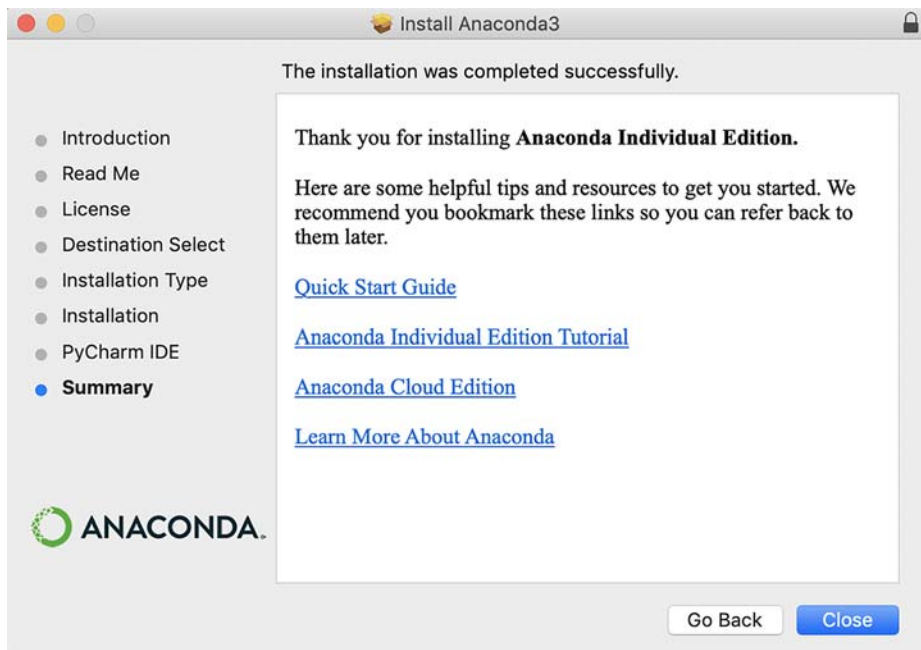 Install Anaconda3
The installation was completed successfully.
Introduction
Read Me
License
Destination Select
Installation Type
Installation
PyCharm IDE
Summary
ANACONDA.
Thank you for installing Anaconda Individual Edition.
Here are some helpful tips and resources to get you started. We
recommend you bookmark these links so you can refer back to
them later.
Quick Start Guide
Anaconda Individual Edition Tutorial
Anaconda Cloud Edition
Learn More About Anaconda
Go Back
Close